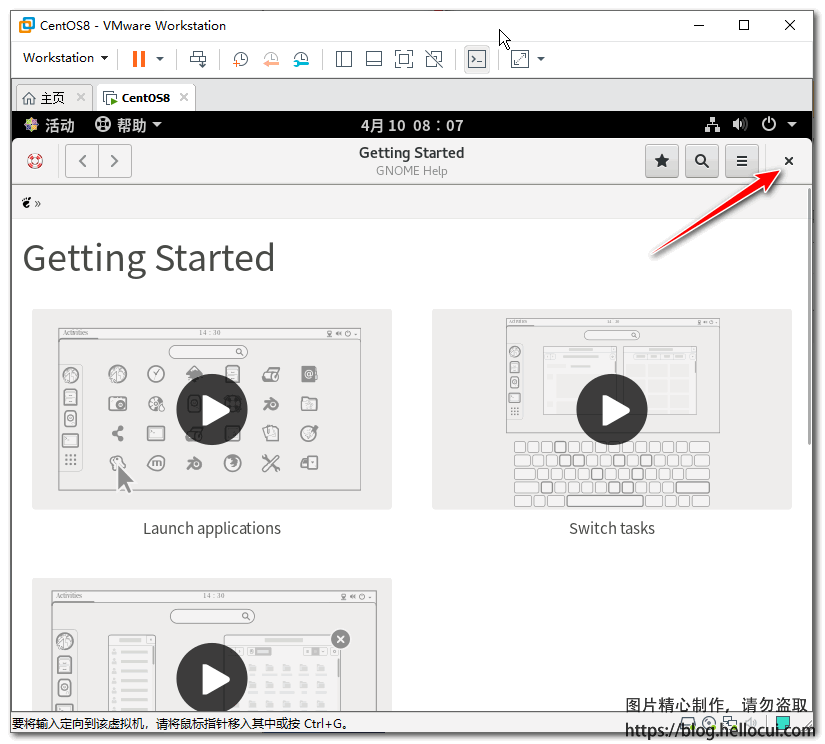 CentOS8 - VMware Workstation
Workstation
主页
CentOS8
活动
帮助
4月 10 08：07
Getting Started
GNOME Help
»
Getting Started
Activities
14 : 30
Activities
14 : 30
Launch applications
Switch tasks
Activities
14 : 30
图片精心制作，请勿盗取
要将输入定向到该虚拟机，请将鼠标指针移入其中或按 Ctrl+G。
https://blog.hellocui.com